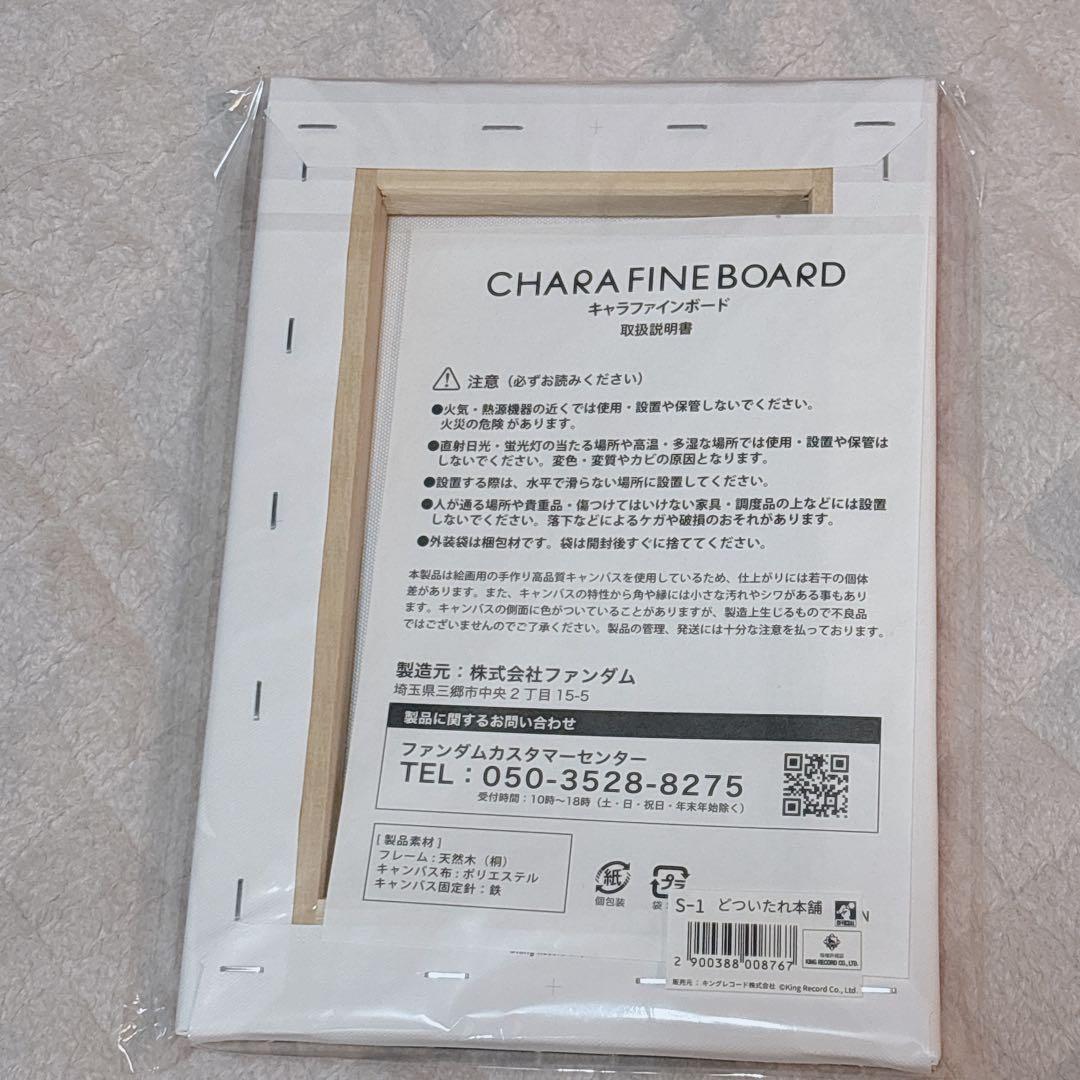 CHARA FINE BOARD
キャラファインボード
取扱説明書
注意（必ずお読みください）
●火気・熱源機器の近くでは使用・設置や保管しないでください。
火災の危険 があります。
●直射日光・蛍光灯の当たる場所や高温・多湿な場所では使用・設置や保管は
しないでください。変色・変質やカビの原因となります。
●設置する際は、水平で滑らない場所に設置してください。
●人が通る場所や貴重品・傷つけてはいけない家具・調度品の上などには設置
しないでください。落下などによるケガや破損のおそれがあります。
●外装袋は梱包材です。袋は開封後すぐに捨ててください。
本製品は絵画用の手作り高品質キャンバスを使用しているため、仕上がりには若干の個体
差があります。また、キャンバスの特性から角や縁には小さな汚れやシワがある事もあり
ます。キャンバスの側面に色がついていることがありますが、製造上生じるもので不良品
ではございませんのでご了承ください。製品の管理、発送には十分な注意を払っております。
製造元：株式会社ファンダム
埼玉県三郷市中央2丁目15-5
製品に関するお問い合わせ
ファンダムカスタマーセンター
TEL：050-3528-8275
受付時間：10時〜18時（土・日・祝日・年末年始除く）
[ 製品素材 ]
フレーム : 天然木（桐）
キャンバス布 : ポリエステル
キャンバス固定針：鉄
紙
個包装
プラ
袋
S-1 どついたれ本舗
N
2 900388 008767
KING RECORD CO., LTD.
販売元 : キングレコード株式会社 ©King Record Co., Ltd.